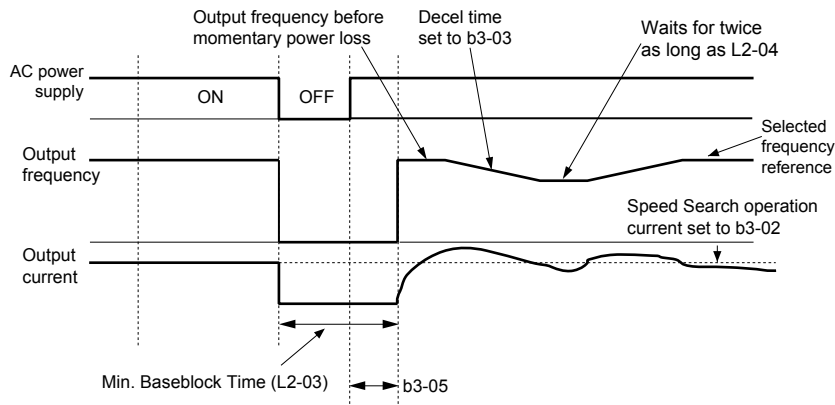 Output frequency before
momentary power loss
Decel time
set to b3-03
Waits for twice
as long as L2-04
AC power
supply
ON
OFF
Output
frequency
Selected
frequency
reference
Speed Search operation
current set to b3-02
Output
current
Min. Baseblock Time (L2-03)
b3-05